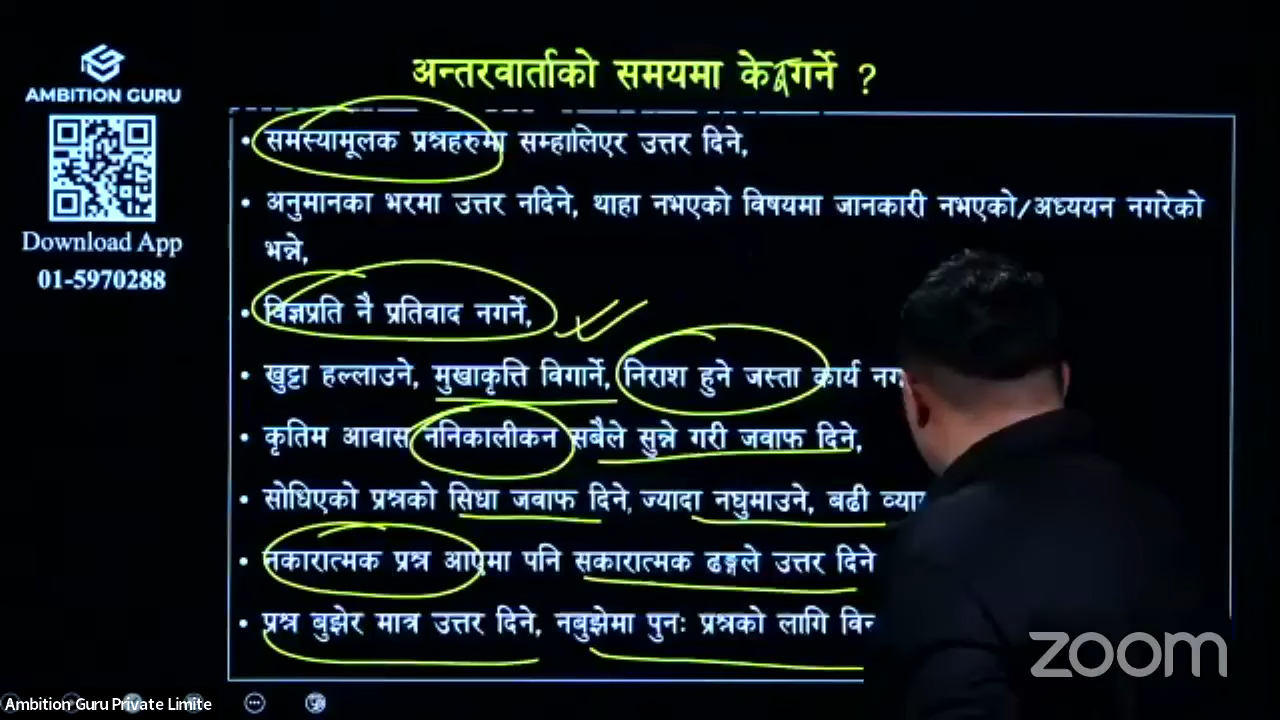 अन्तरवार्ताको समयमा के गर्ने ?
AMBITION GURU
Download App
01-5970288
• समस्यामूलक प्रश्नहरुमा सम्हालिएर उत्तर दिने,
• अनुमानका भरमा उत्तर नदिने, थाहा नभएको विषयमा जानकारी नभएको/अध्ययन नगरेको
भन्ने,
• विज्ञप्रति नै प्रतिवाद नगर्ने,
• खुट्टा हल्लाउने, मुखाकृत्ति विगार्ने, निराश हुने जस्ता कार्य
• कृतिम आवास ननिकालीकन सबैले सुन्ने गरी जवाफ दिने,
• सोधिएको प्रश्नको सिधा जवाफ दिने, ज्यादा नघुमाउने, बढी
• नकारात्मक प्रश्न आएमा पनि सकारात्मक ढङ्गले उत्तर दिने
• प्रश्न बुझेर मात्र उत्तर दिने, नबुझेमा पुनः प्रश्नको लागि
zoom
Ambition Guru Private Limite